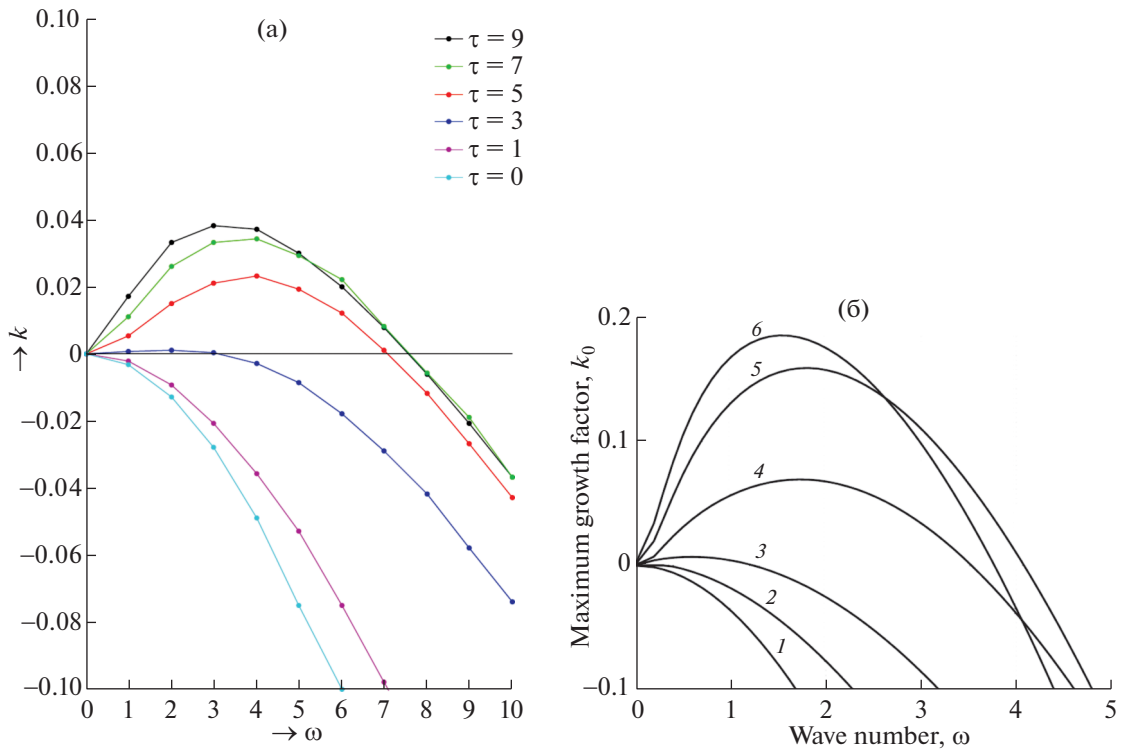 (а)
τ = 9
τ = 7
τ = 5
τ = 3
τ = 1
τ = 0
0.10
0.08
0.06
0.04
0.02
0
−0.02
−0.04
−0.06
−0.08
−0.10
→ k
0 1 2 3 4 5 6 7 8 9 10
→ ω
(б)
0.2
0.1
0
−0.1
Maximum growth factor, k0
6
5
4
3
2
1
0 1 2 3 4 5
Wave number, ω